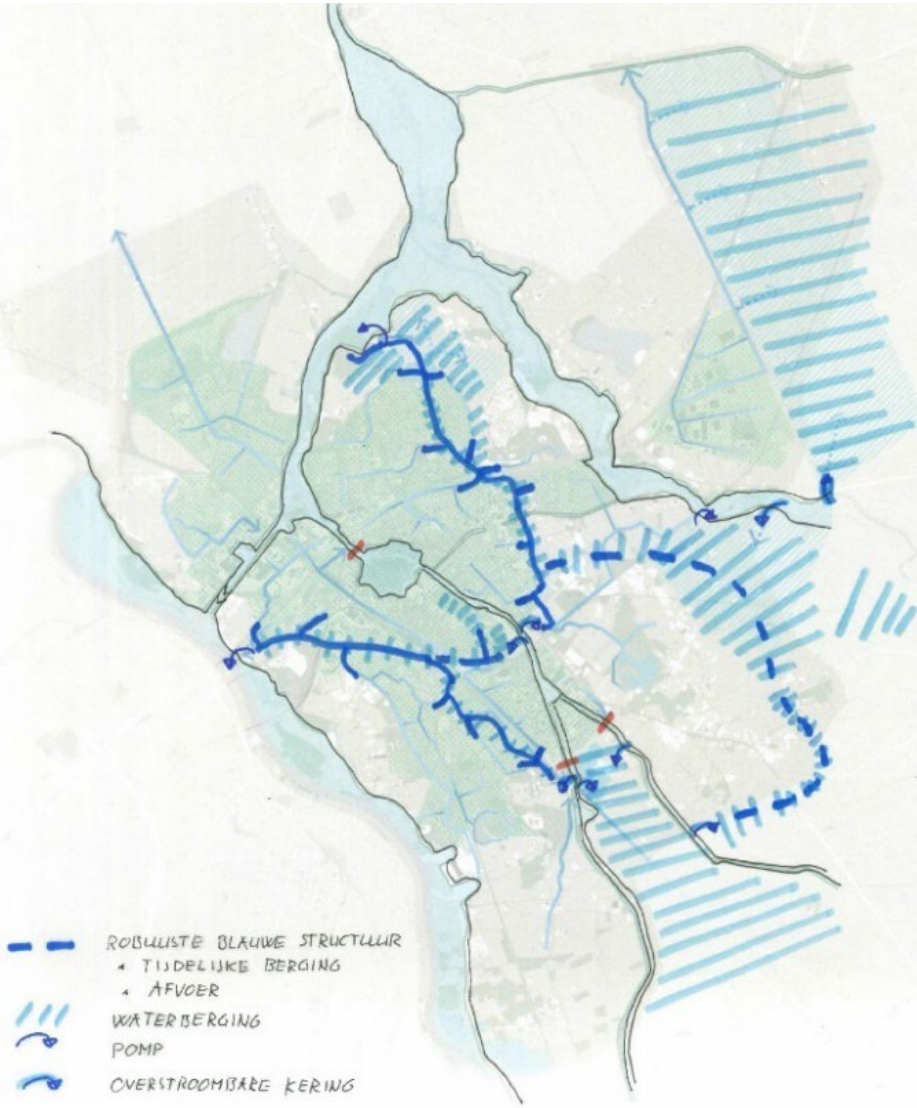 ROBUUSTE BLAUWE STRUCTUUR
• TIJDELIJKE BERGING
• AFVOER
WATERBERGING
POMP
OVERSTROOMBARE KERING